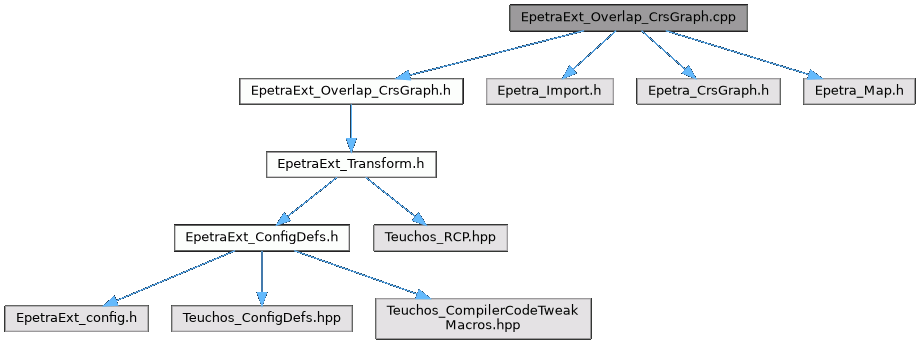 EpetraExt_Overlap_CrsGraph.cpp
EpetraExt_Overlap_CrsGraph.h
Epetra_Import.h
Epetra_CrsGraph.h
Epetra_Map.h
EpetraExt_Transform.h
EpetraExt_ConfigDefs.h
Teuchos_RCP.hpp
EpetraExt_config.h
Teuchos_ConfigDefs.hpp
Teuchos_CompilerCodeTweak
Macros.hpp